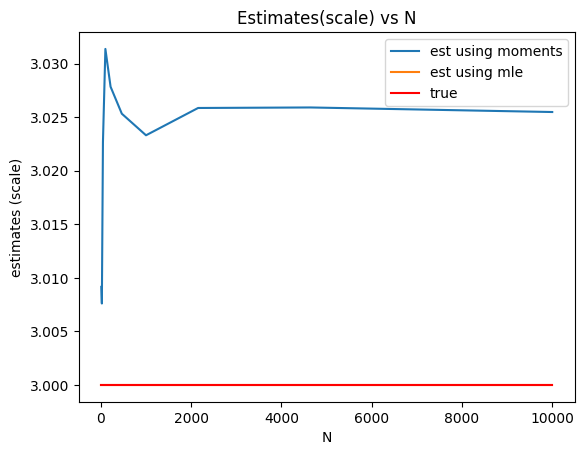 Estimates(scale) vs N
est using moments
est using mle
true
estimates (scale)
3.030
3.025
3.020
3.015
3.010
3.005
3.000
0 2000 4000 6000 8000 10000
N